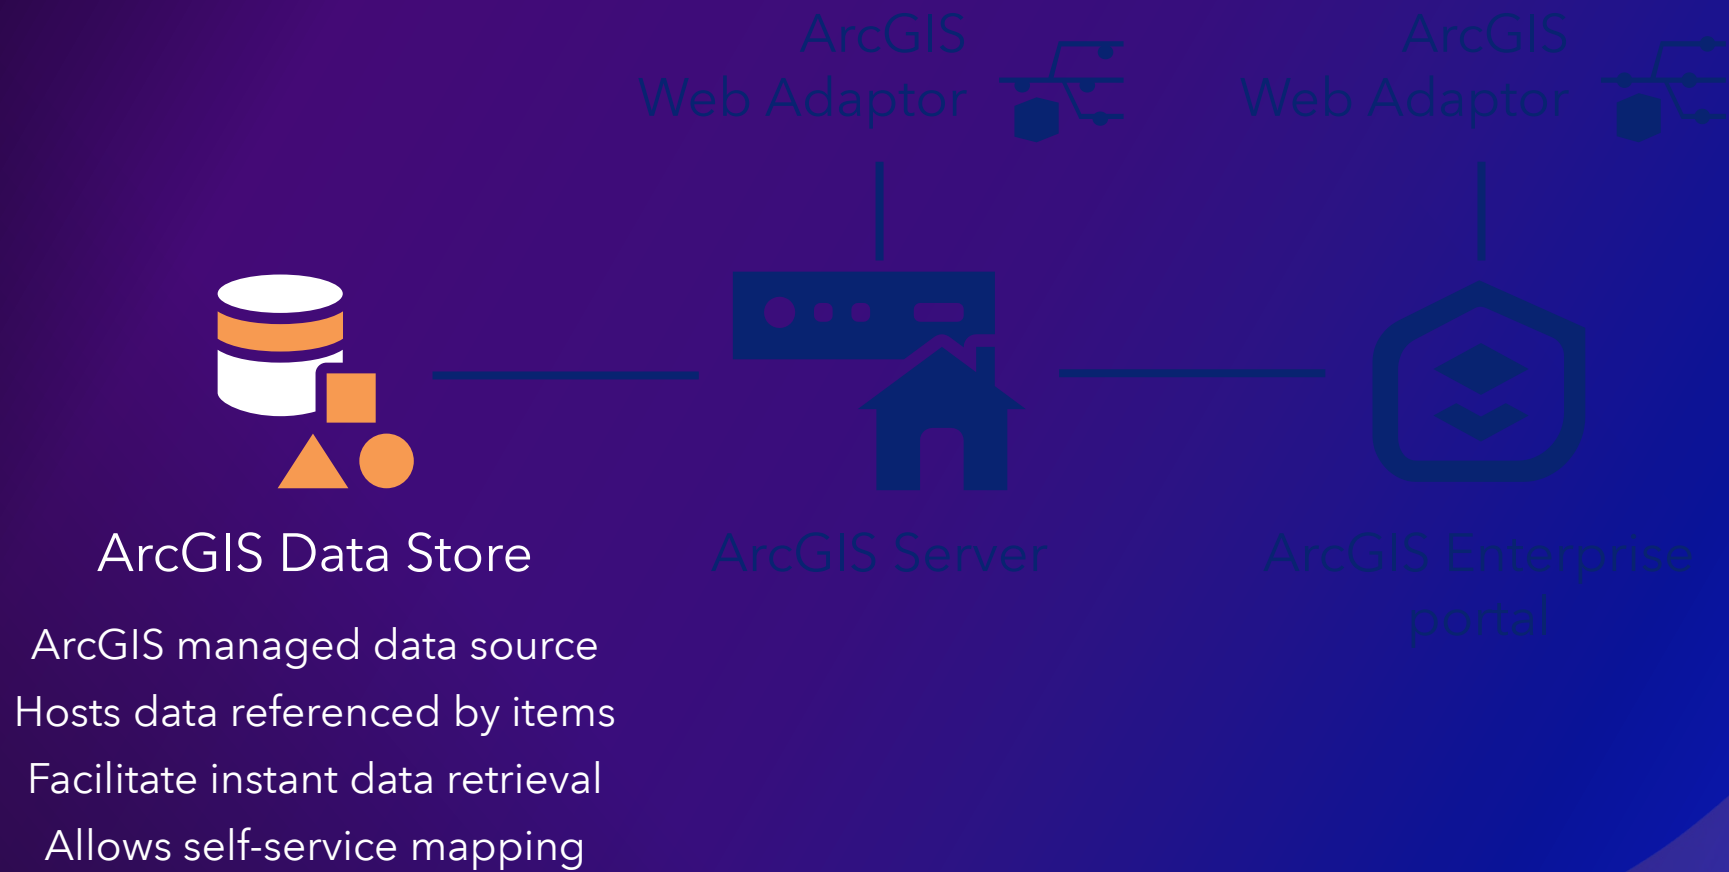 ArcGIS
Web Adaptor
ArcGIS
Web Adaptor
ArcGIS Data Store
ArcGIS Server
ArcGIS Enterprise
portal
ArcGIS managed data source
Hosts data referenced by items
Facilitate instant data retrieval
Allows self-service mapping